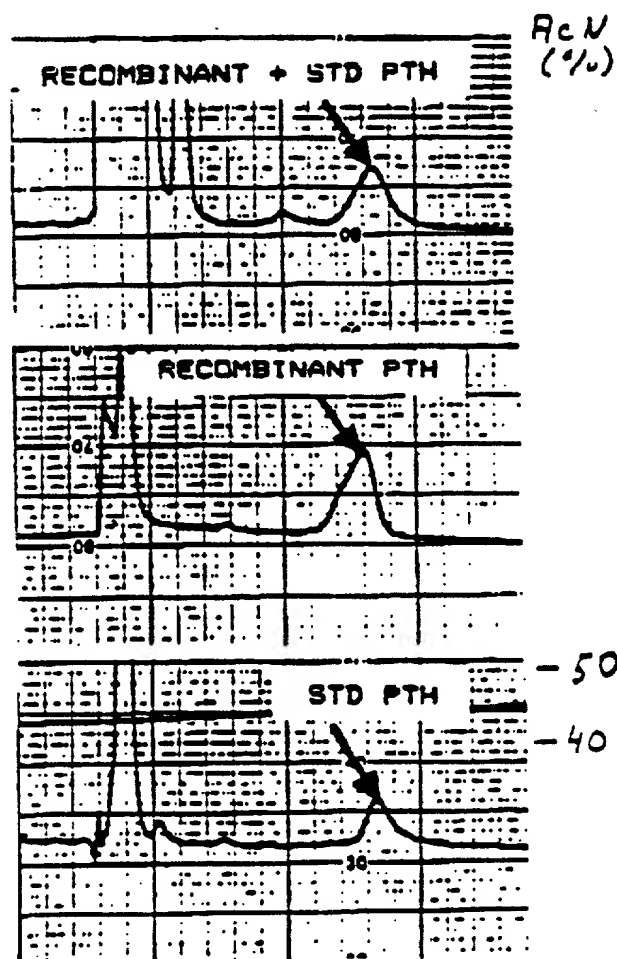 AcN
(%)
RECOMBINANT + STD PTH
RECOMBINANT PTH
STD PTH
- 50
- 40